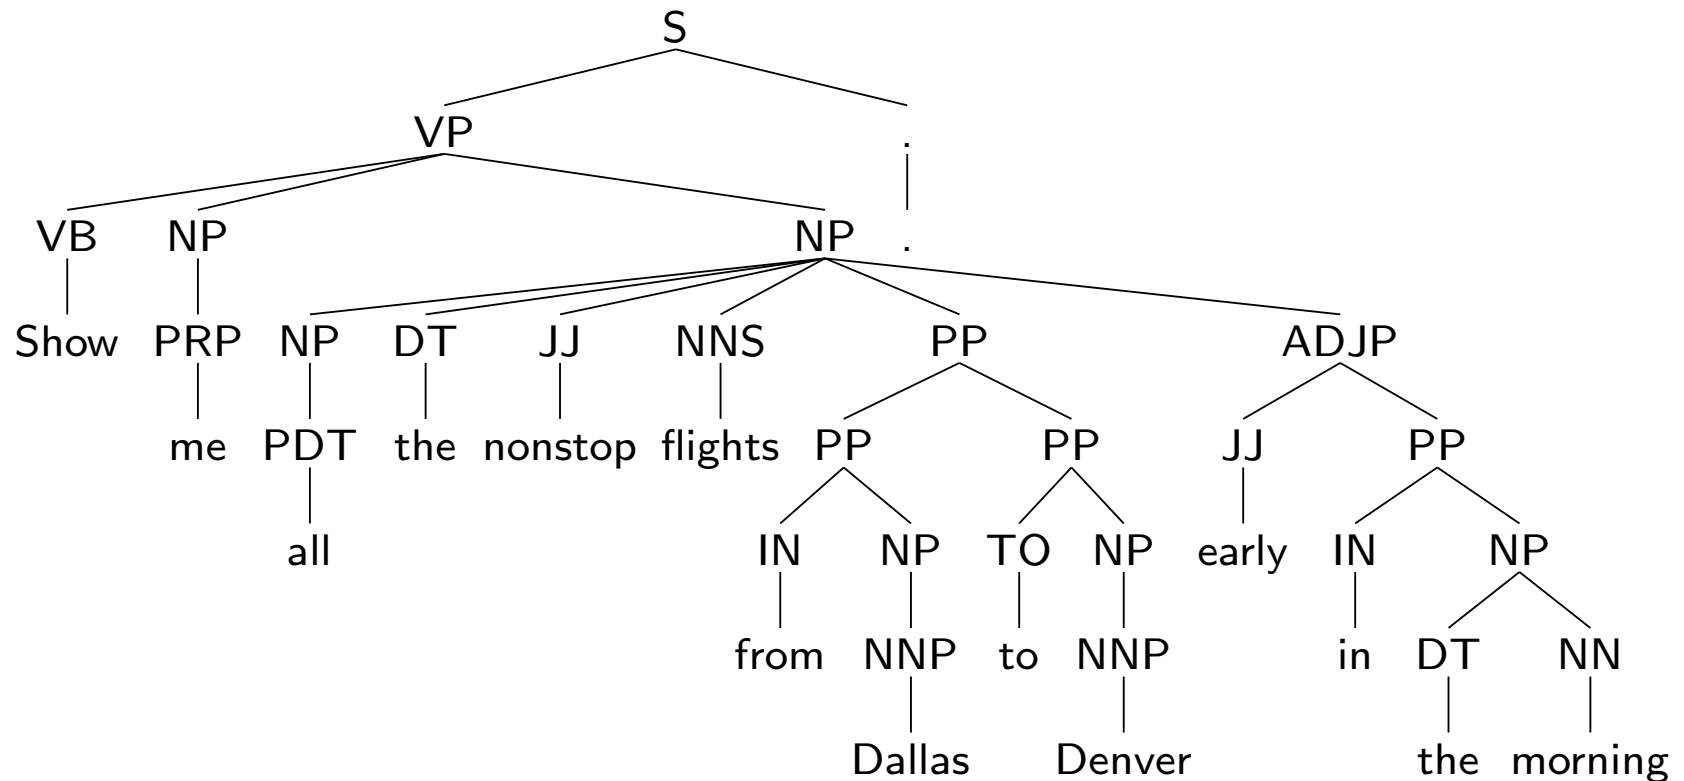 S
VP .
VB NP NP .
Show PRP NP DT JJ NNS PP ADJP
me PDT the nonstop flights PP PP JJ PP
all IN NP TO NP early IN NP
from NNP to NNP in DT NN
Dallas Denver the morning